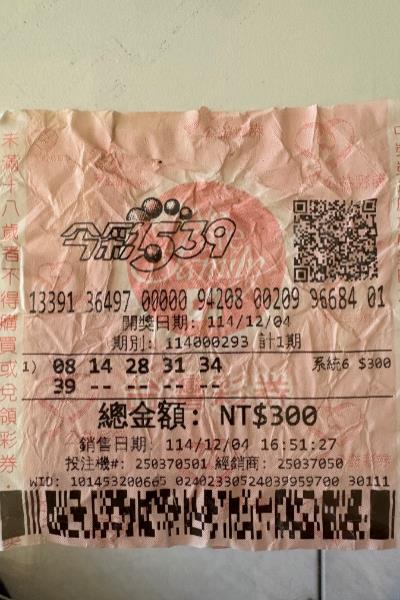 今彩539
13391 36497 00000 94208 00209 96684 01
開獎日期: 114/12/04
期別: 114000293 計1期
1) 08 14 28 31 34 系統6 $300
39 -- -- -- --
總金額: NT$300
銷售日期: 114/12/04 16:51:27
投注機#: 250370501 經銷商: 25037050
WID: 101453200665 02402330524039959700 30111
未滿十八歲者不得購買或兌領彩券